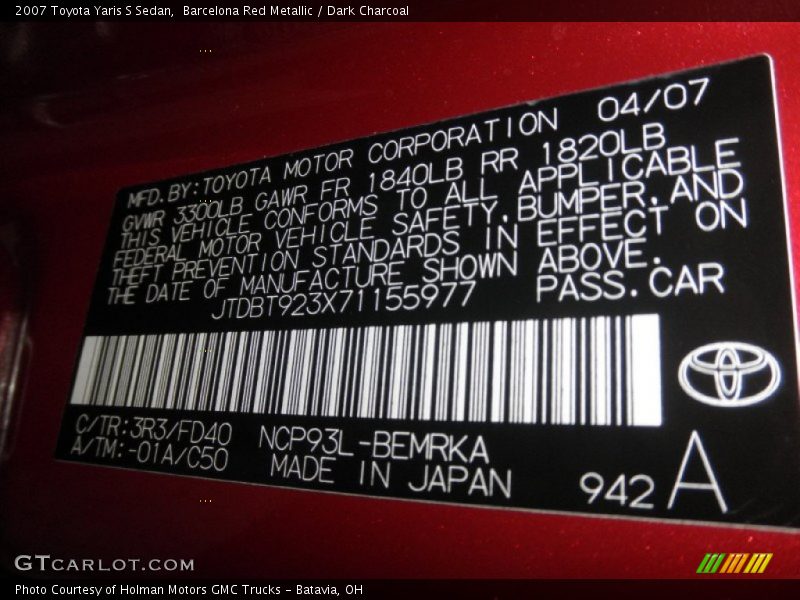 2007 Toyota Yaris S Sedan,  Barcelona Red Metallic / Dark Charcoal
MFD.BY:TOYOTA MOTOR CORPORATION 04/07
GVWR 3300LB GAWR FR 1840LB RR 1820LB
THIS VEHICLE CONFORMS TO ALL APPLICABLE
FEDERAL MOTOR VEHICLE SAFETY,BUMPER,AND
THEFT PREVENTION STANDARDS IN EFFECT ON
THE DATE OF MANUFACTURE SHOWN ABOVE.
JTDBT923X71155977 PASS.CAR
C/TR:3R3/FD40 NCP93L-BEMRKA
A/TM:-01A/C50 MADE IN JAPAN 942 A
GTCARLOT.COM
Photo Courtesy of Holman Motors GMC Trucks - Batavia, OH